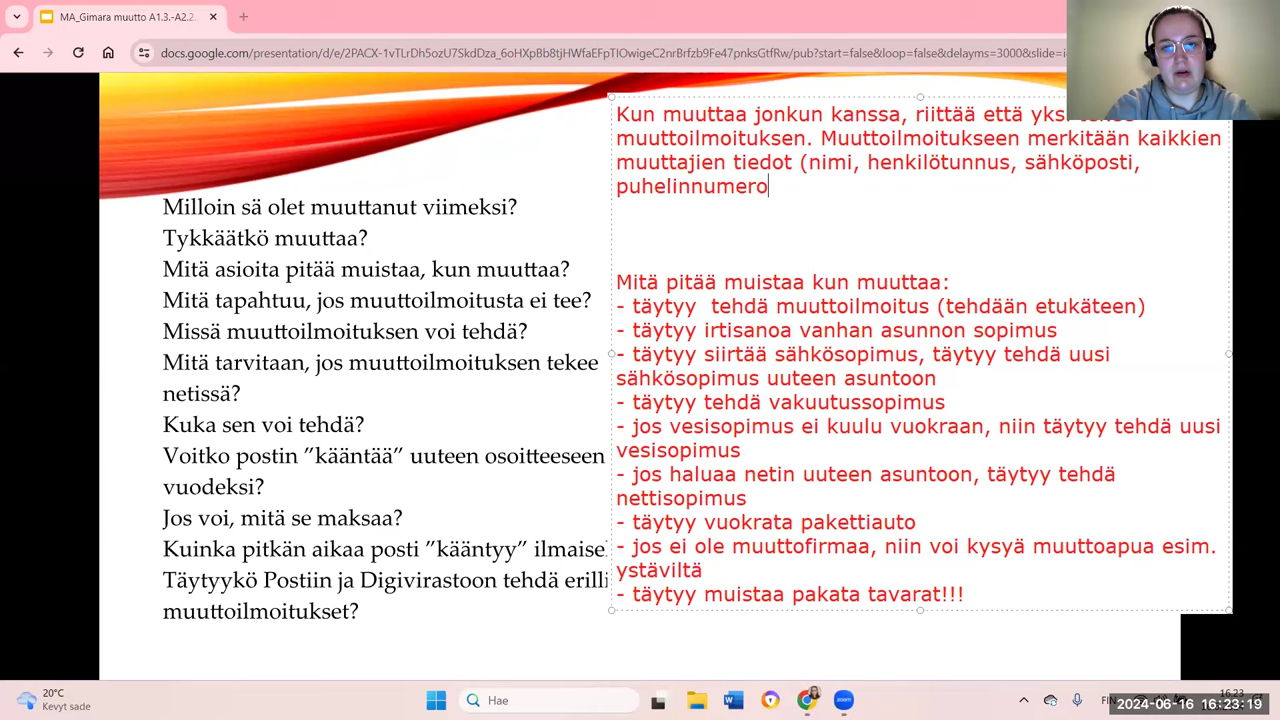 MA_Gimara muutto A1.3.-A2.2.
docs.google.com/presentation/d/e/2PACX-1vTLrDh5ozU7SkdDza_6oHXpBb8tjHWfaEFpTIOwigeC2nrBrfzb9Fe47pnksGtfRw/pub?start=false&loop=false&delayms=3000&slide=i
Kun muuttaa jonkun kanssa, riittää että
muuttoilmoituksen. Muuttoilmoitukseen merkitään kaikkien
muuttajien tiedot (nimi, henkilötunnus, sähköposti,
puhelinnumero
Milloin sä olet muuttanut viimeksi?
Tykkäätkö muuttaa?
Mitä asioita pitää muistaa, kun muuttaa?
Mitä tapahtuu, jos muuttoilmoitusta ei tee?
Missä muuttoilmoituksen voi tehdä?
Mitä tarvitaan, jos muuttoilmoituksen tekee
netissä?
Kuka sen voi tehdä?
Voitko postin ”kääntää” uuteen osoitteeseen
vuodeksi?
Jos voi, mitä se maksaa?
Kuinka pitkän aikaa posti ”kääntyy”
Täytyykö Postiin ja Digivirastoon tehdä
muuttoilmoitukset?
Mitä pitää muistaa kun muuttaa:
- täytyy  tehdä muuttoilmoitus (tehdään etukäteen)
- täytyy irtisanoa vanhan asunnon sopimus
- täytyy siirtää sähkösopimus, täytyy tehdä uusi
sähkösopimus uuteen asuntoon
- täytyy tehdä vakuutussopimus
- jos vesisopimus ei kuulu vuokraan, niin täytyy tehdä uusi
vesisopimus
- jos haluaa netin uuteen asuntoon, täytyy tehdä
nettisopimus
- täytyy vuokrata pakettiauto
- jos ei ole muuttofirmaa, niin voi kysyä muuttoapua esim.
ystäviltä
- täytyy muistaa pakata tavarat!!!
20°C
Kevyt sade
Hae
FIN
16.23
2024-06-16 16:23:19